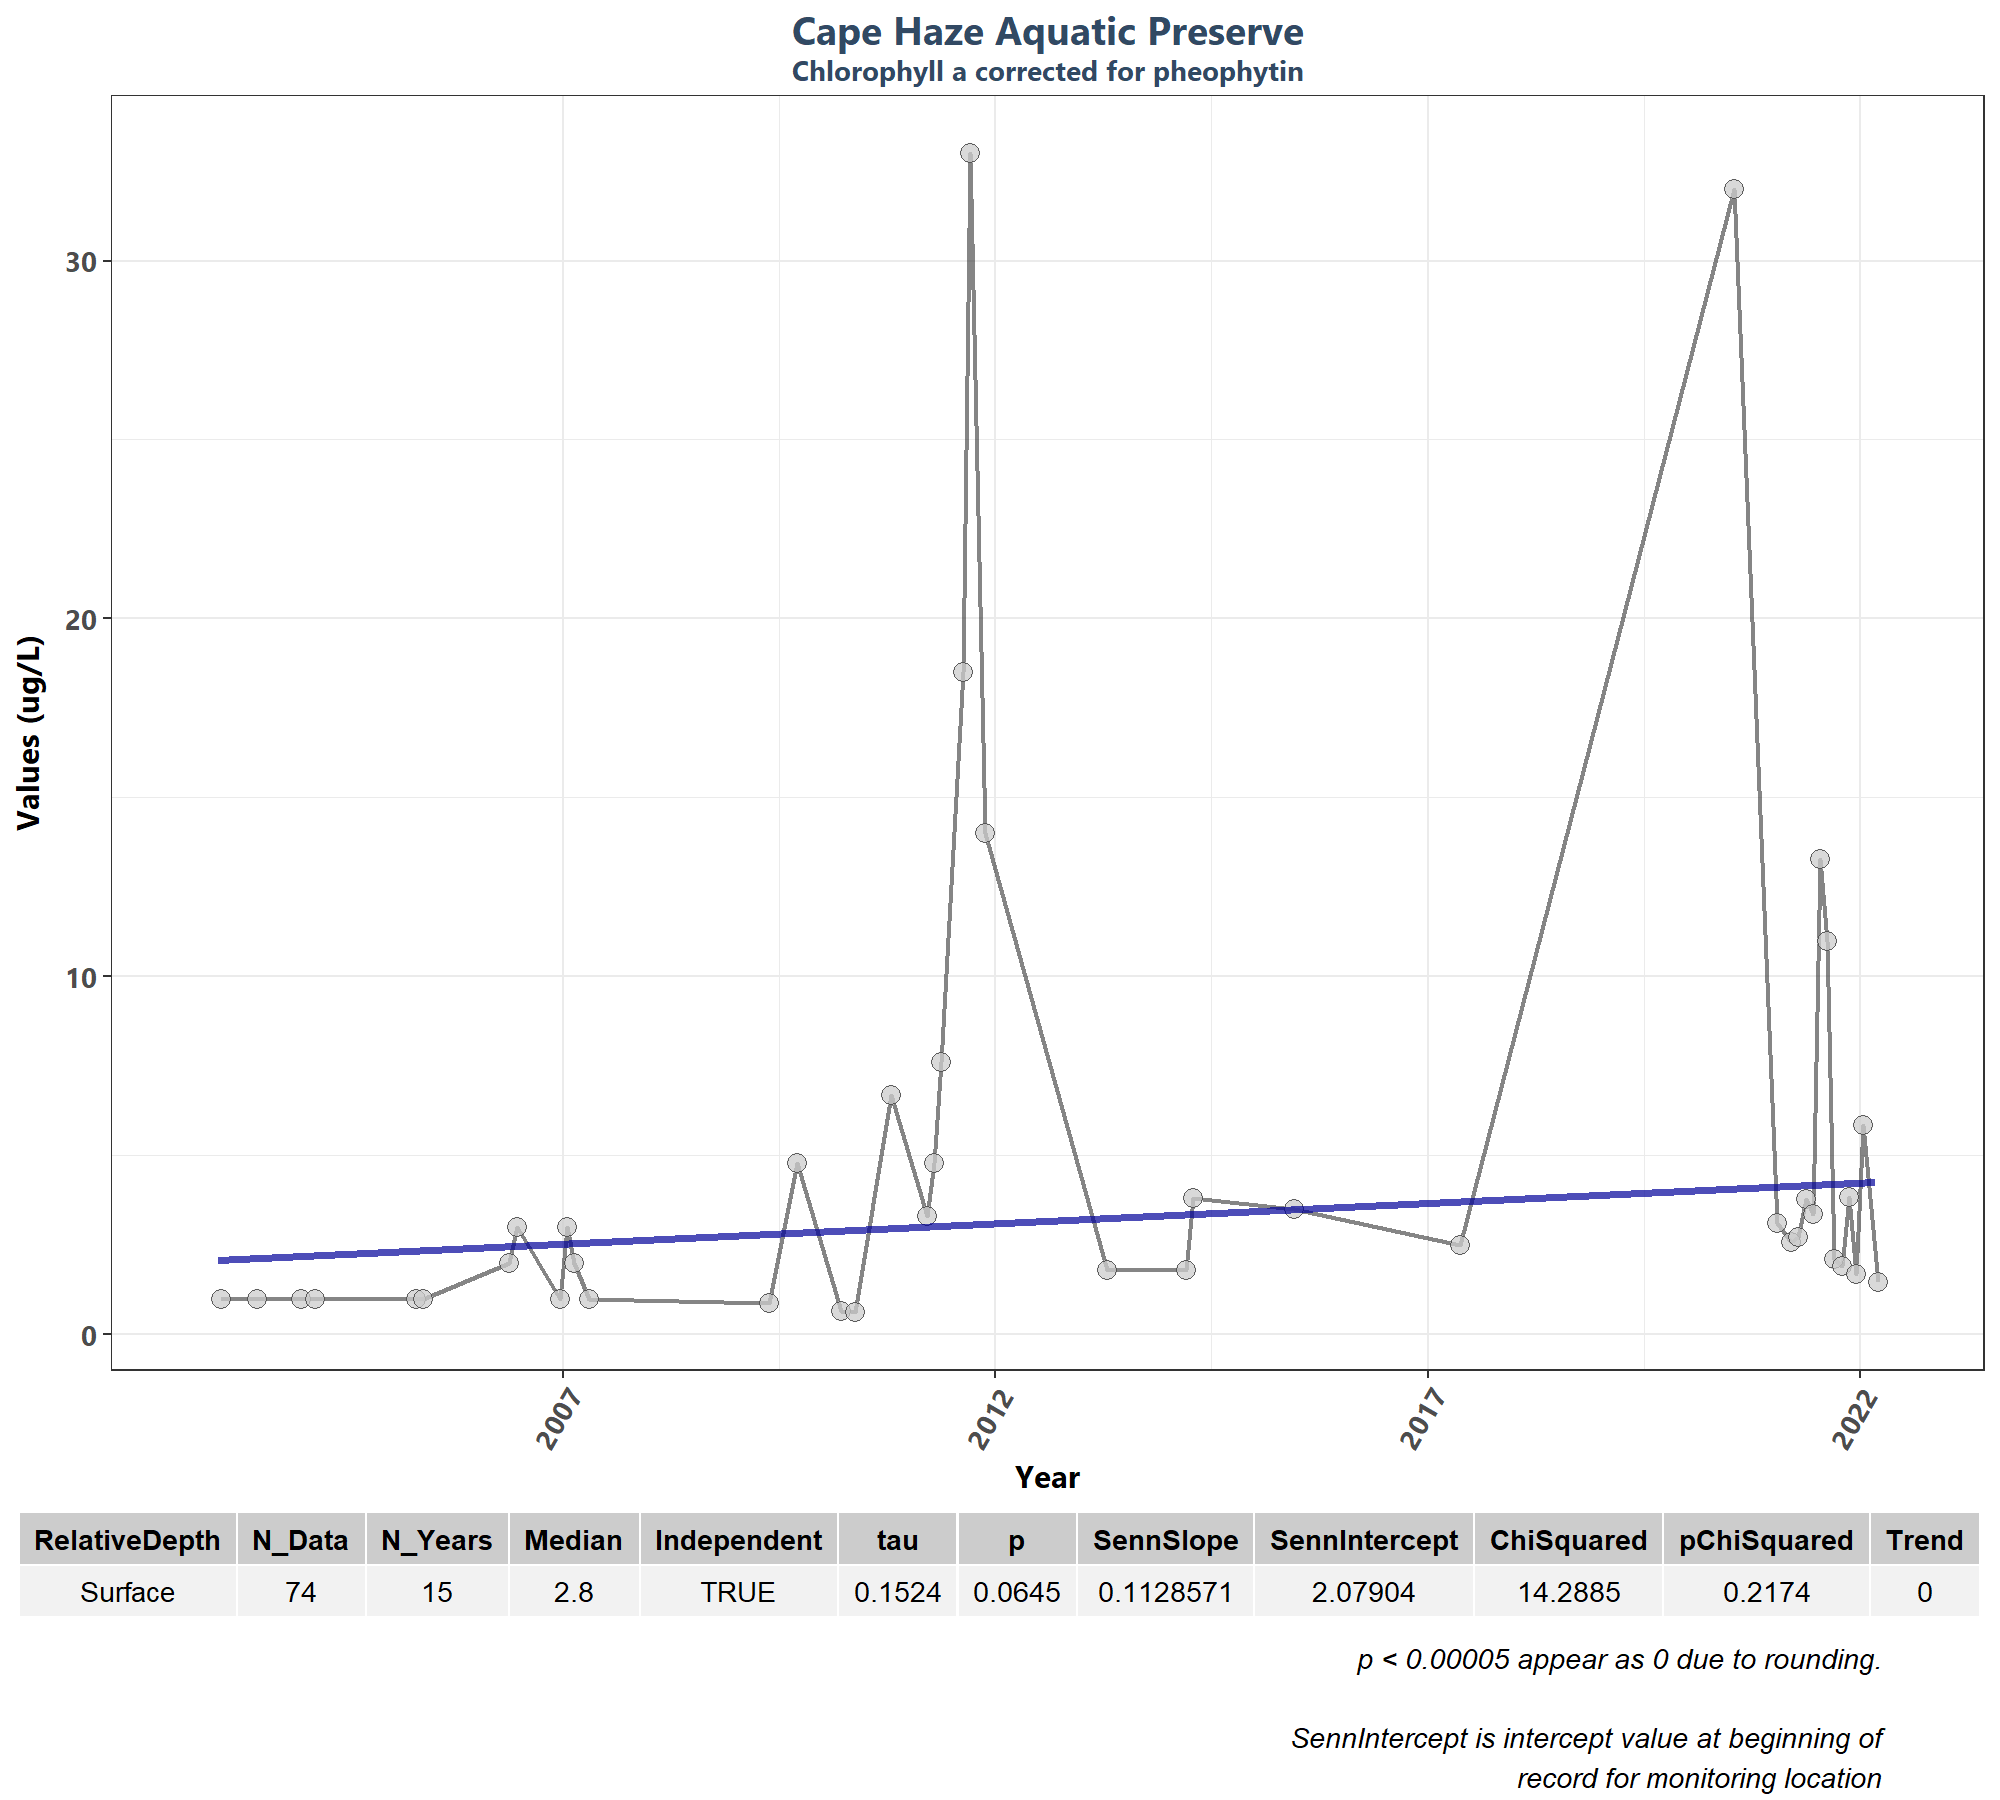 Cape Haze Aquatic Preserve
Chlorophyll a corrected for pheophytin
Values (ug/L)
30
20
10
0
2007 2012 2017 2022
Year
RelativeDepth N_Data N_Years Median Independent tau p SennSlope SennIntercept ChiSquared pChiSquared Trend
Surface 74 15 2.8 TRUE 0.1524 0.0645 0.1128571 2.07904 14.2885 0.2174 0
p < 0.00005 appear as 0 due to rounding.
SennIntercept is intercept value at beginning of
record for monitoring location